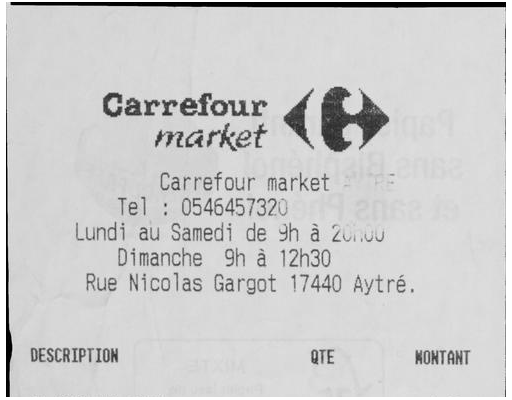 Carrefour
market
Carrefour market AYTRE
Tel : 0546457320
Lundi au Samedi de 9h à 20h00
Dimanche 9h à 12h30
Rue Nicolas Gargot 17440 Aytré.
DESCRIPTION QTE MONTANT